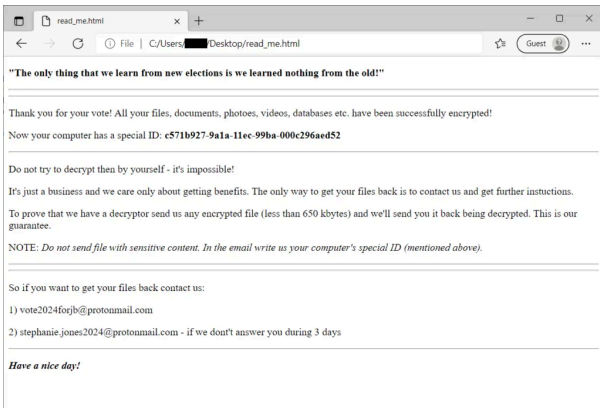 read_me.html
File | C:/Users/ /Desktop/read_me.html
Guest
"The only thing that we learn from new elections is we learned nothing from the old!"
Thank you for your vote! All your files, documents, photoes, videos, databases etc. have been successfully encrypted!
Now your computer has a special ID: c571b927-9a1a-11ec-99ba-000c296aed52
Do not try to decrypt then by yourself - it's impossible!
It's just a business and we care only about getting benefits. The only way to get your files back is to contact us and get further instuctions.
To prove that we have a decryptor send us any encrypted file (less than 650 kbytes) and we'll send you it back being decrypted. This is our
guarantee.
NOTE: Do not send file with sensitive content. In the email write us your computer's special ID (mentioned above).
So if you want to get your files back contact us:
1) vote2024forjb@protonmail.com
2) stephanie.jones2024@protonmail.com - if we dont't answer you during 3 days
Have a nice day!